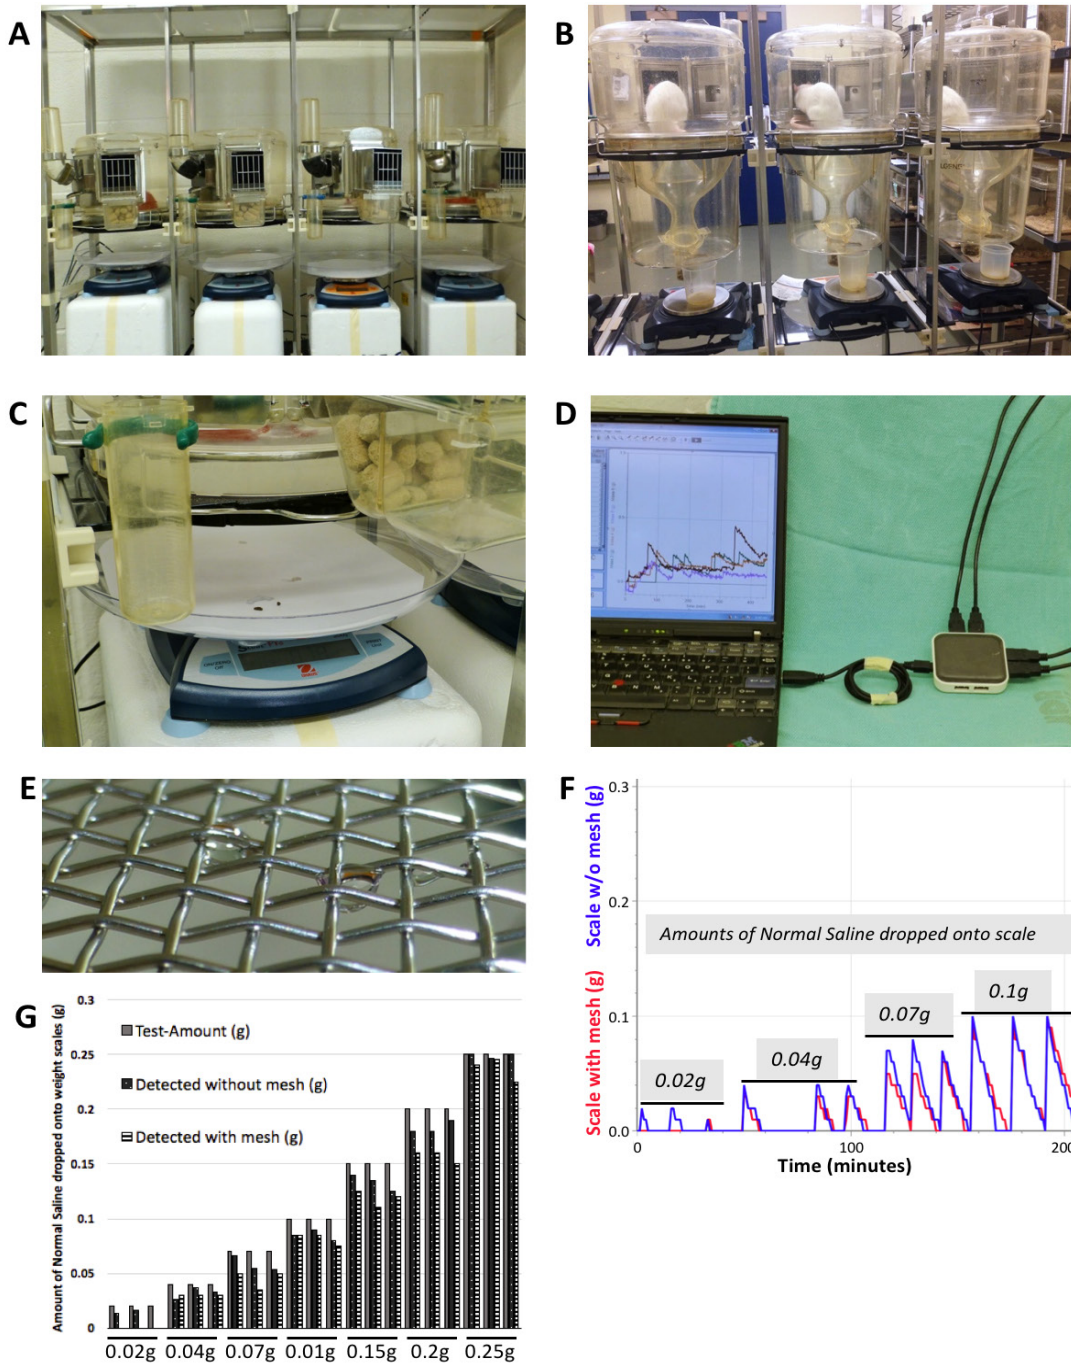 A
B
C
D
E
F
Scale w/o mesh (g)
Scale with mesh (g)
0.3
0.2
0.1
0.0
Amounts of Normal Saline dropped onto scale
0.02g
0.04g
0.07g
0.1g
0
100
200
Time (minutes)
G
Amount of Normal Saline dropped onto weight scales (g)
0.3
0.25
0.2
0.15
0.1
0.05
0
Test-Amount (g)
Detected without mesh (g)
Detected with mesh (g)
0.02g
0.04g
0.07g
0.01g
0.15g
0.2g
0.25g